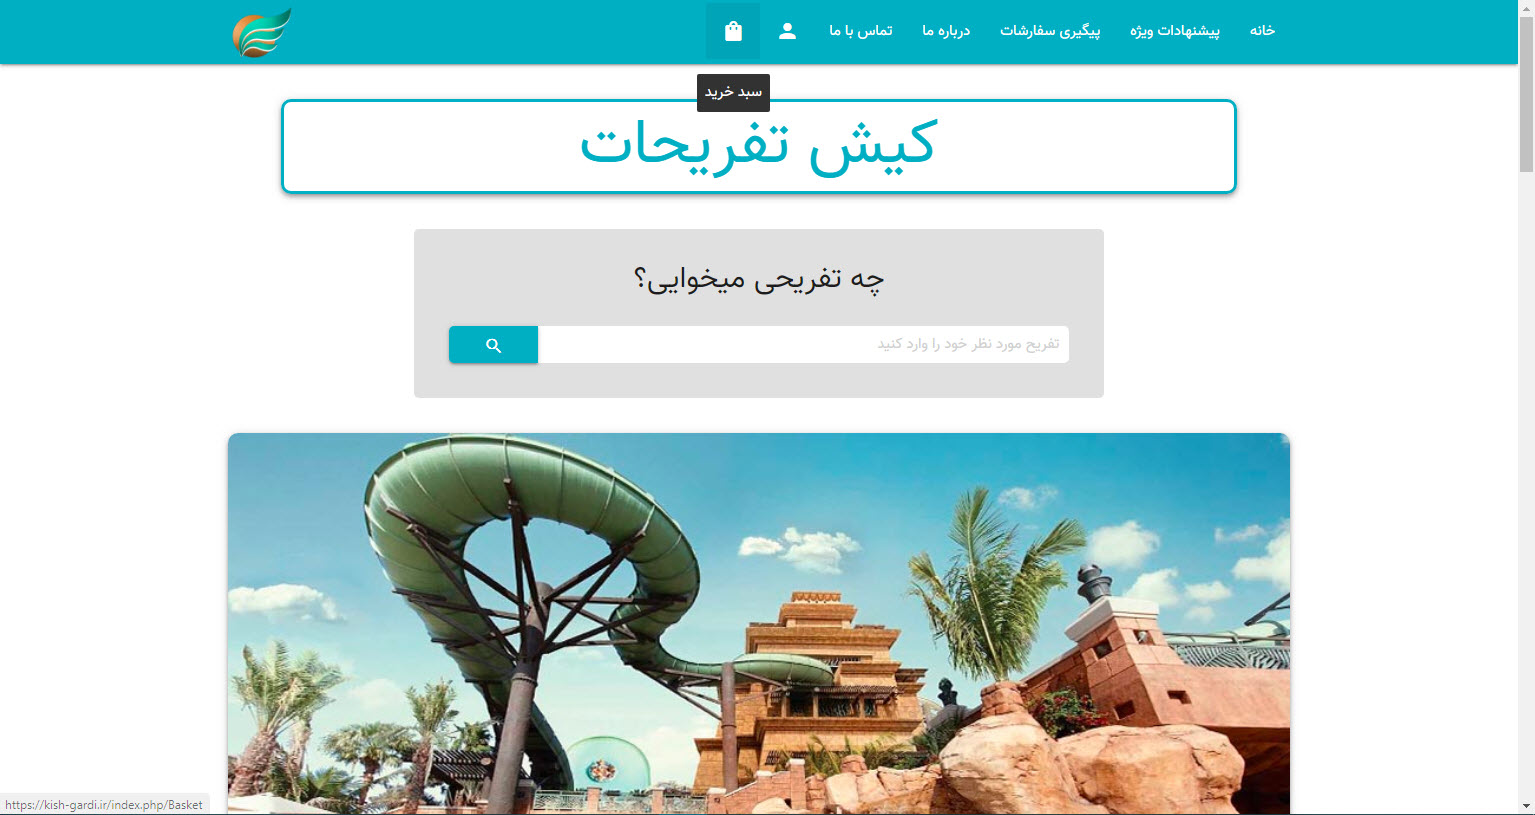 خانه
پیشنهادات ویژه
پیگیری سفارشات
درباره ما
تماس با ما
سبد خرید
کیش تفریحات
چه تفریحی میخوایی؟
تفریح مورد نظر خود را وارد کنید
https://kish-gardi.ir/index.php/Basket